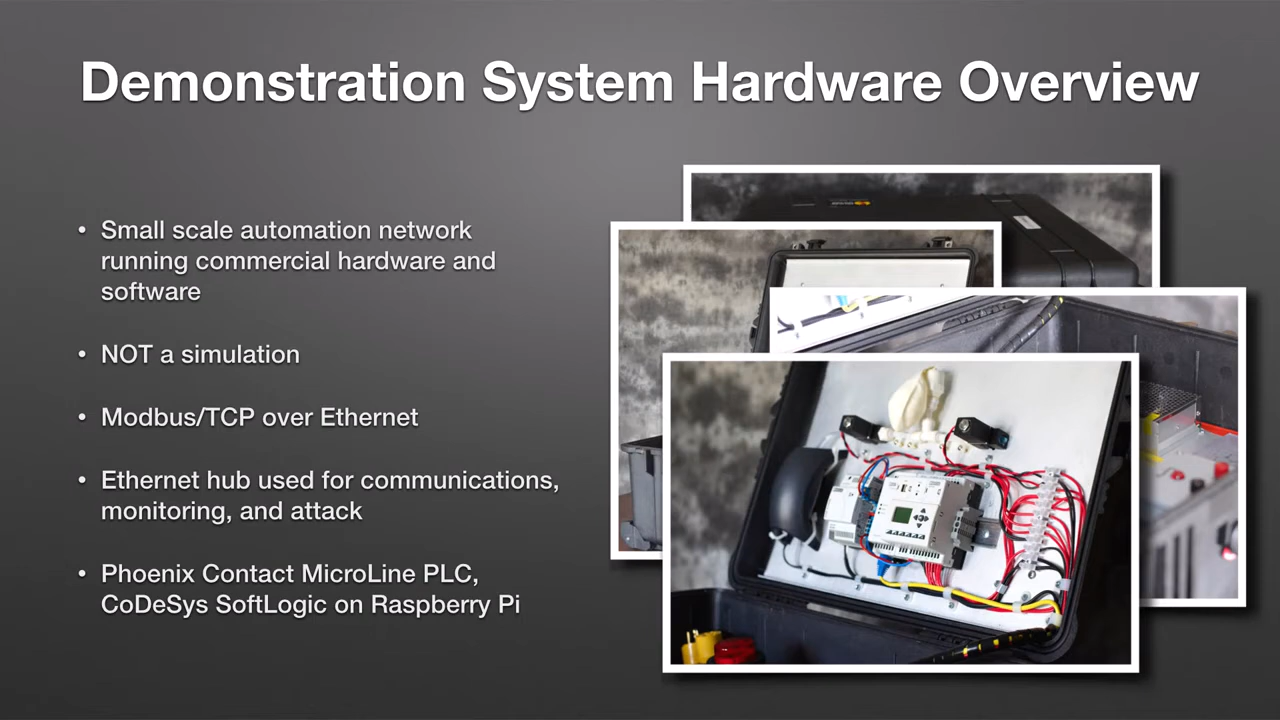 Demonstration System Hardware Overview
• Small scale automation network
running commercial hardware and
software
• NOT a simulation
• Modbus/TCP over Ethernet
• Ethernet hub used for communications,
monitoring, and attack
• Phoenix Contact MicroLine PLC,
CoDeSys SoftLogic on Raspberry Pi